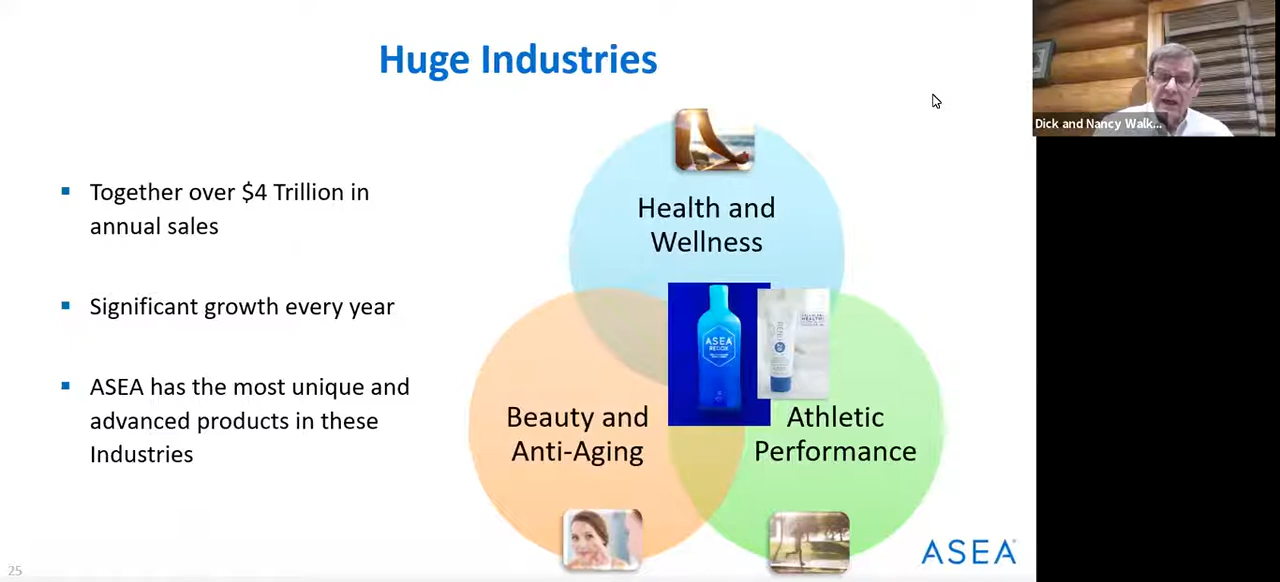 Huge Industries
Together over $4 Trillion in
annual sales
Significant growth every year
ASEA has the most unique and
advanced products in these
Industries
Health and
Wellness
ASEA
REDOX
Beauty and
Anti-Aging
Athletic
Performance
ASEA
25
Dick and Nancy Walk...